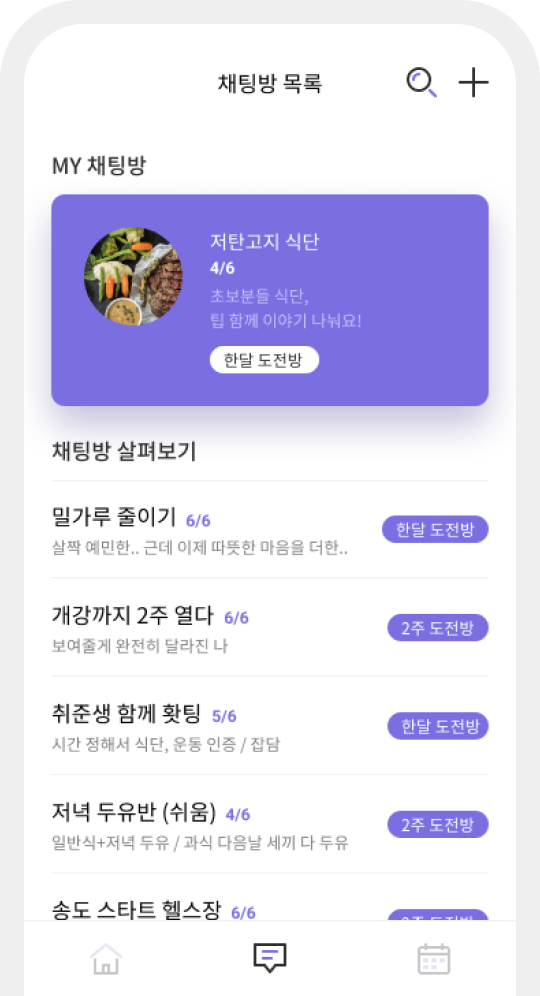 채팅방 목록
MY 채팅방
저탄고지 식단
4/6
초보분들 식단,
팁 함께 이야기 나눠요!
한달 도전방
채팅방 살펴보기
밀가루 줄이기 6/6
한달 도전방
살짝 예민한.. 근데 이제 따뜻한 마음을 더한..
개강까지 2주 열다 6/6
2주 도전방
보여줄게 완전히 달라진 나
취준생 함께 홧팅 5/6
한달 도전방
시간 정해서 식단, 운동 인증 / 잡담
저녁 두유반 (쉬움) 4/6
2주 도전방
일반식+저녁 두유 / 과식 다음날 세끼 다 두유
송도 스타트 헬스장 6/6
2주 도전방